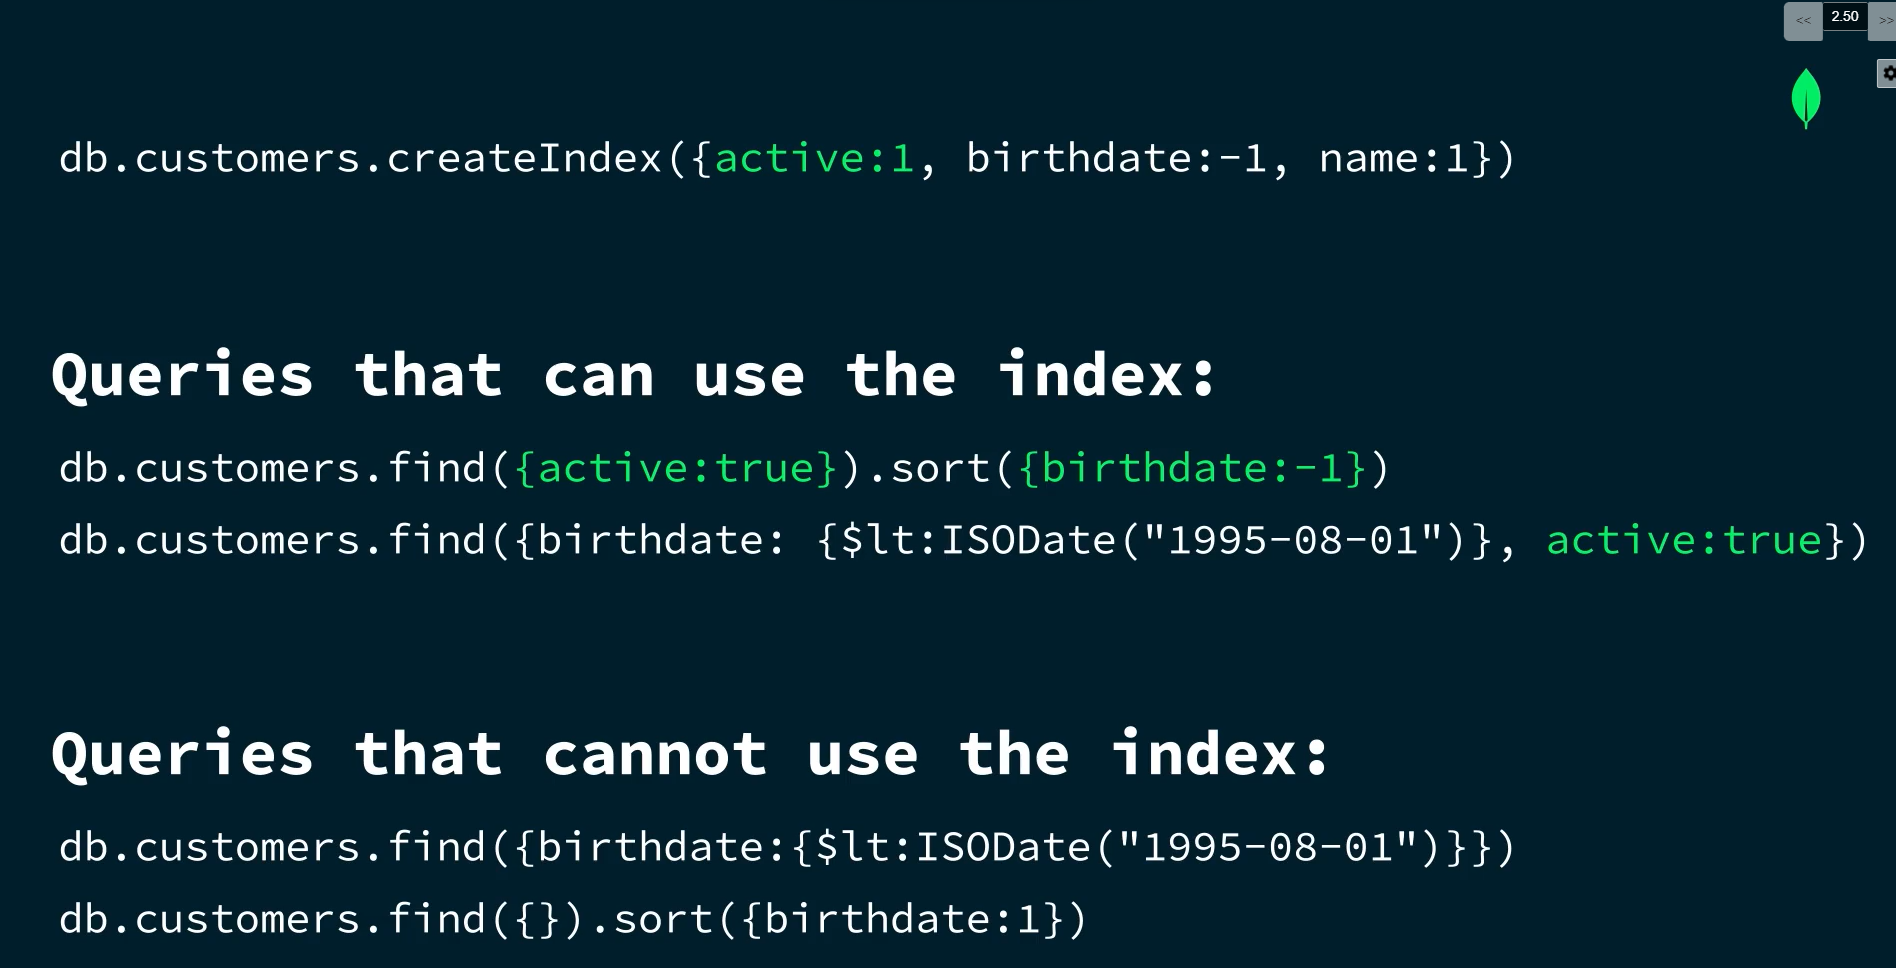 << 2.50 >>
db.customers.createIndex({active:1, birthdate:-1, name:1})
Queries that can use the index:
db.customers.find({active:true}).sort({birthdate:-1})
db.customers.find({birthdate: {$lt:ISODate("1995-08-01")}, active:true})
Queries that cannot use the index:
db.customers.find({birthdate:{$lt:ISODate("1995-08-01")}})
db.customers.find({}).sort({birthdate:1})